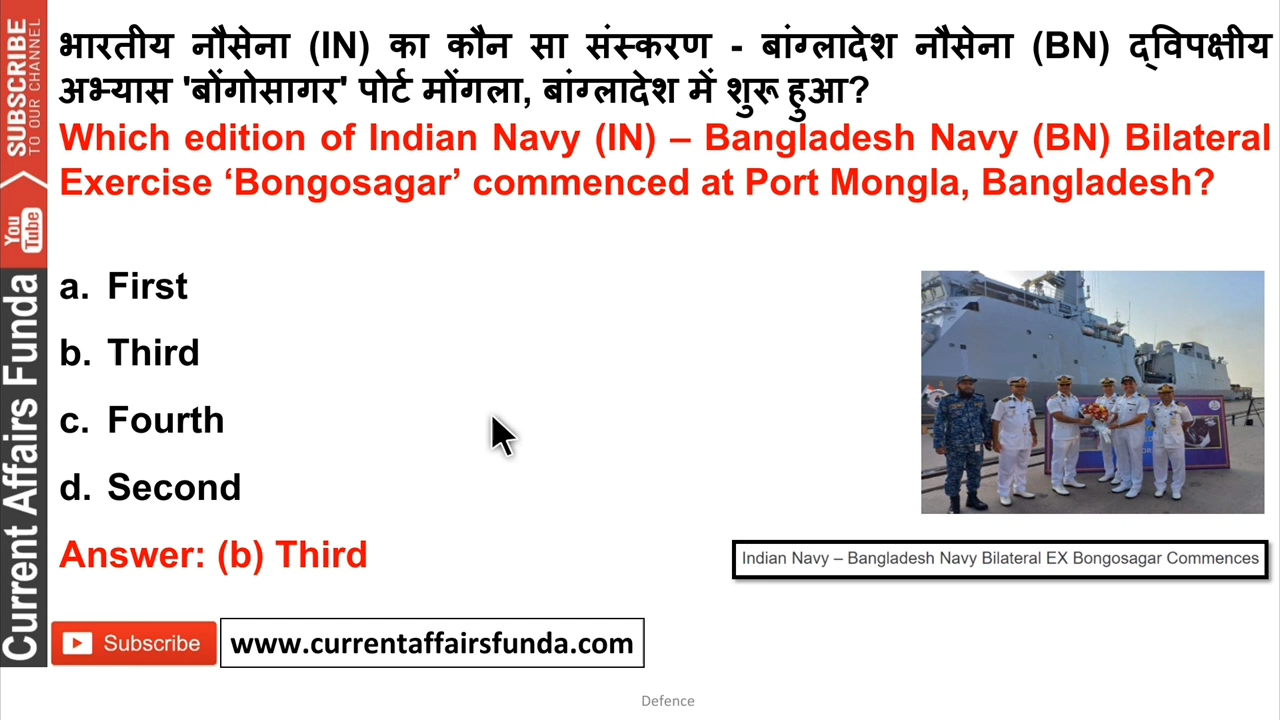 भारतीय नौसेना (IN) का कौन सा संस्करण - बांग्लादेश नौसेना (BN) द्विपक्षीय
अभ्यास 'बोंगोसागर' पोर्ट मोंगला, बांग्लादेश में शुरू हुआ?
Which edition of Indian Navy (IN) – Bangladesh Navy (BN) Bilateral
Exercise ‘Bongosagar’ commenced at Port Mongla, Bangladesh?
a. First
b. Third
c. Fourth
d. Second
Answer: (b) Third
Indian Navy – Bangladesh Navy Bilateral EX Bongosagar Commences
Subscribe
www.currentaffairsfunda.com
Defence
SUBSCRIBE
TO OUR CHANNEL
You
Tube
Current Affairs Funda